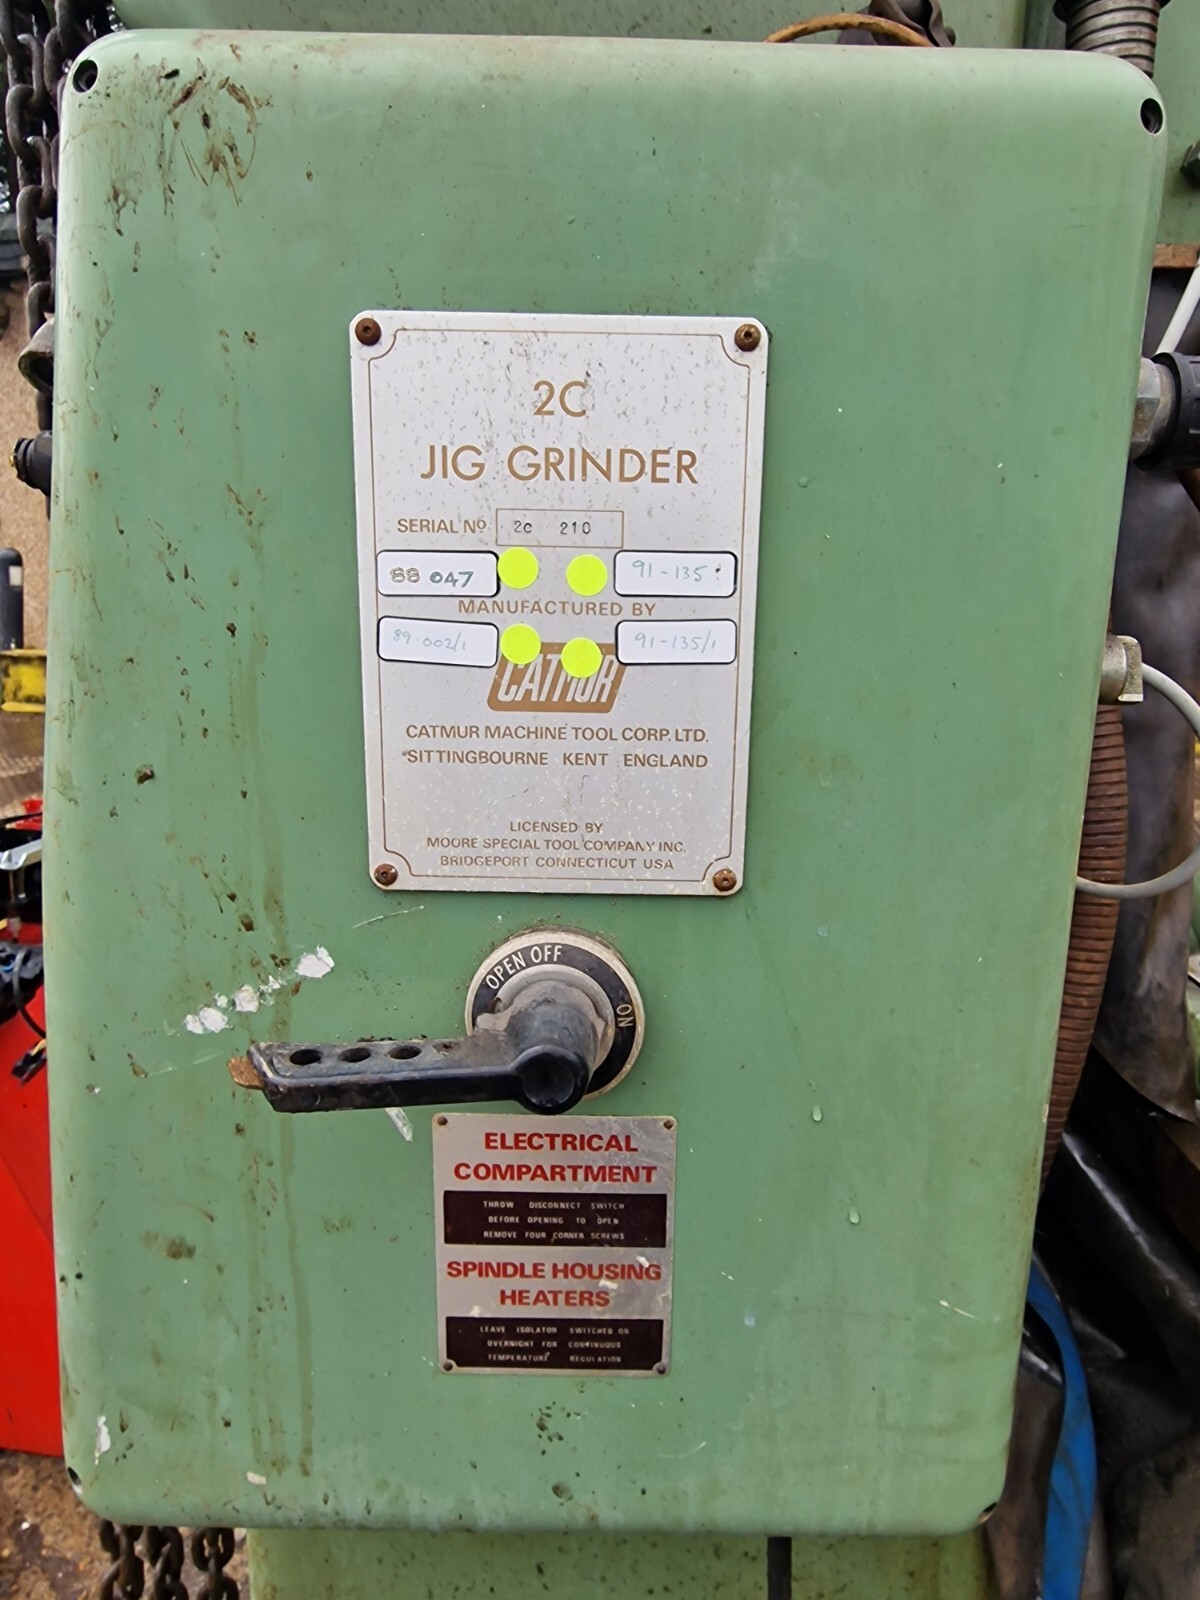 2C
JIG GRINDER
SERIAL Nº 2c 210
88 047
91-135
MANUFACTURED BY
89-002/1
91-135/1
CATMUR
CATMUR MACHINE TOOL CORP. LTD.
SITTINGBOURNE KENT ENGLAND
LICENSED BY
MOORE SPECIAL TOOL COMPANY INC.
BRIDGEPORT CONNECTICUT USA
OPEN OFF ON
ELECTRICAL
COMPARTMENT
THROW DISCONNECT SWITCH
BEFORE OPENING TO OPEN
REMOVE FOUR CORNER SCREWS
SPINDLE HOUSING
HEATERS
LEAVE ISOLATOR SWITCHED ON
OVERNIGHT FOR CONTINUOUS
TEMPERATURE REGULATION